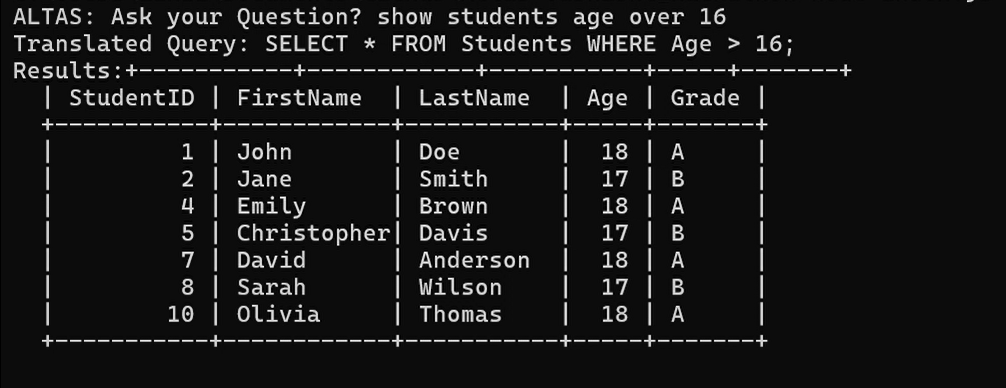 ALTAS: Ask your Question? show students age over 16
Translated Query: SELECT * FROM Students WHERE Age > 16;
Results:+-----------+------------+------------+-----+-------+
| StudentID | FirstName  | LastName  | Age | Grade |
+-----------+------------+-----------+-----+-------+
|         1 | John       | Doe       |  18 | A     |
|         2 | Jane       | Smith     |  17 | B     |
|         4 | Emily      | Brown     |  18 | A     |
|         5 | Christopher| Davis     |  17 | B     |
|         7 | David      | Anderson  |  18 | A     |
|         8 | Sarah      | Wilson    |  17 | B     |
|        10 | Olivia     | Thomas    |  18 | A     |
+-----------+------------+-----------+-----+-------+